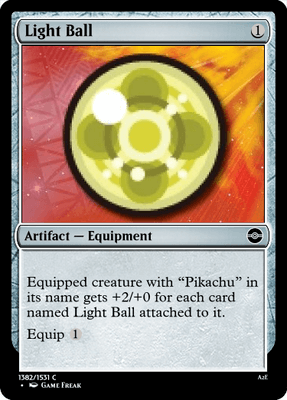 Light Ball 1
Artifact — Equipment
Equipped creature with “Pikachu” in
its name gets +2/+0 for each card
named Light Ball attached to it.
Equip 1
1382/1531 C
• Game Freak
A2E